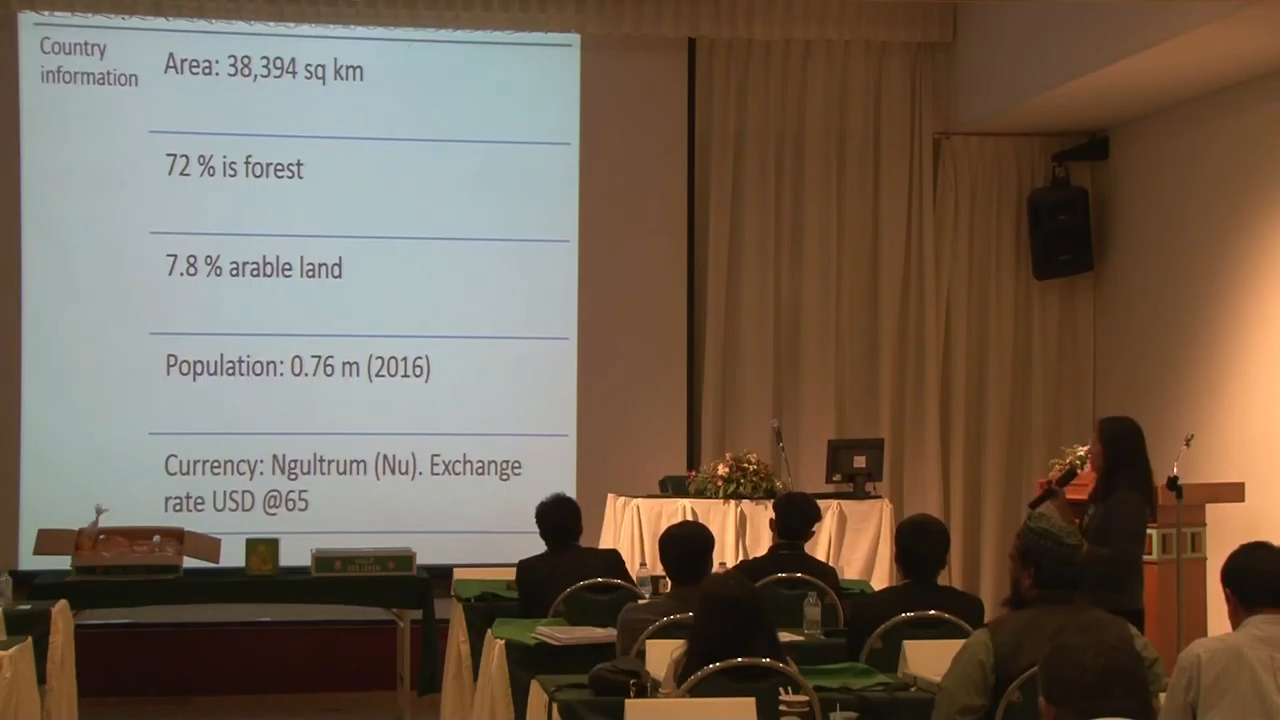 Country
information
Area: 38,394 sq km
72 % is forest
7.8 % arable land
Population: 0.76 m (2016)
Currency: Ngultrum (Nu). Exchange
rate USD @65